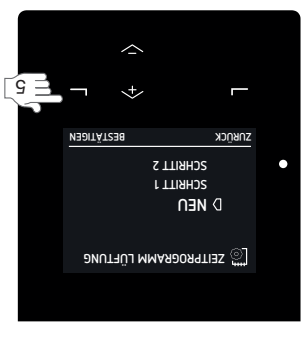 ZEITPROGRAMM LÜFTUNG
NEU
SCHRITT 1
SCHRITT 2
ZURÜCK BESTÄTIGEN
5